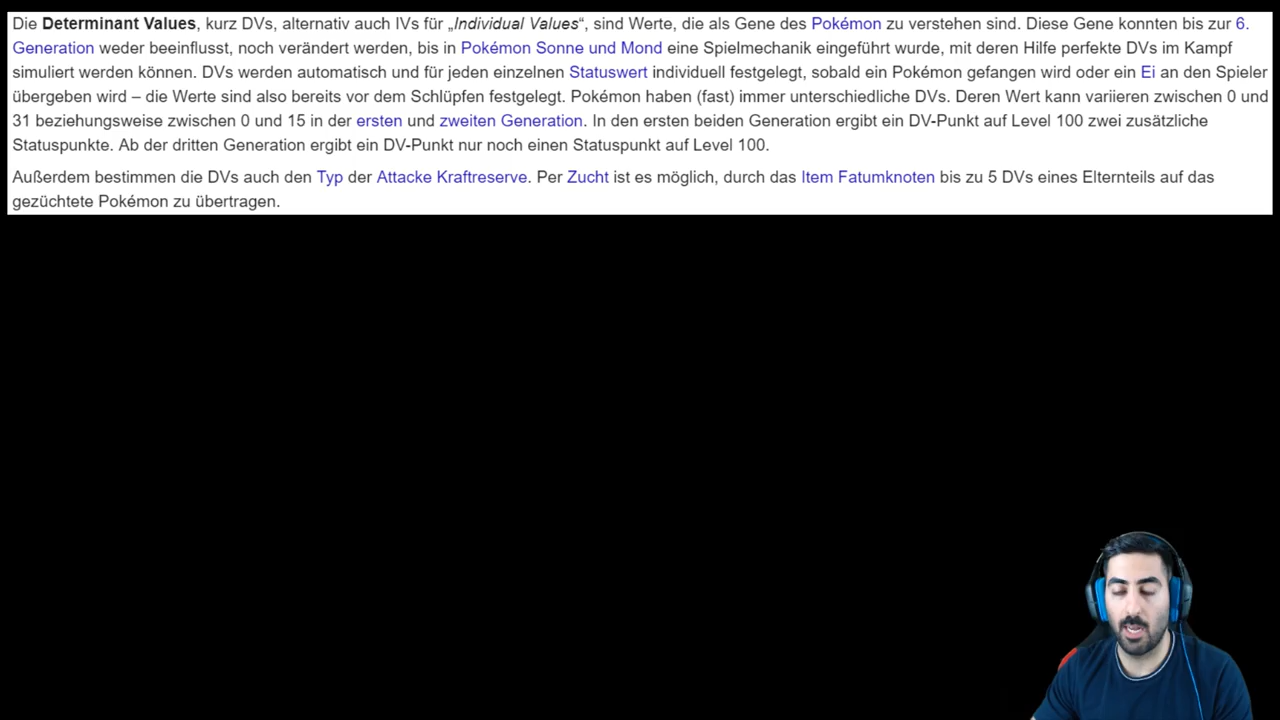 Die Determinant Values, kurz DVs, alternativ auch IVs für „Individual Values“, sind Werte, die als Gene des Pokémon zu verstehen sind. Diese Gene konnten bis zur 6.
Generation weder beeinflusst, noch verändert werden, bis in Pokémon Sonne und Mond eine Spielmechanik eingeführt wurde, mit deren Hilfe perfekte DVs im Kampf
simuliert werden können. DVs werden automatisch und für jeden einzelnen Statuswert individuell festgelegt, sobald ein Pokémon gefangen wird oder ein Ei an den Spieler
übergeben wird – die Werte sind also bereits vor dem Schlüpfen festgelegt. Pokémon haben (fast) immer unterschiedliche DVs. Deren Wert kann variieren zwischen 0 und
31 beziehungsweise zwischen 0 und 15 in der ersten und zweiten Generation. In den ersten beiden Generation ergibt ein DV-Punkt auf Level 100 zwei zusätzliche
Statuspunkte. Ab der dritten Generation ergibt ein DV-Punkt nur noch einen Statuspunkt auf Level 100.
Außerdem bestimmen die DVs auch den Typ der Attacke Kraftreserve. Per Zucht ist es möglich, durch das Item Fatumknoten bis zu 5 DVs eines Elternteils auf das
gezüchtete Pokémon zu übertragen.